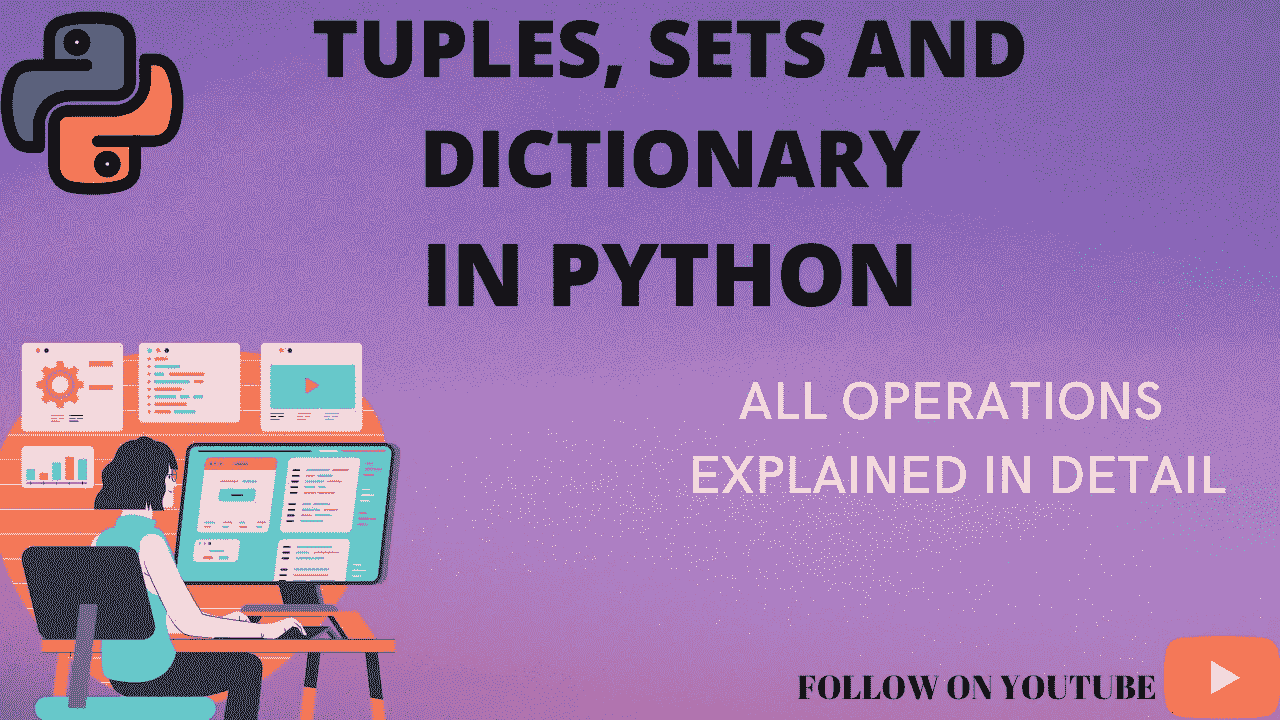 TUPLES, SETS AND
DICTIONARY
IN PYTHON
ALL OPERATIONS
EXPLAINED IN DETAIL
FOLLOW ON YOUTUBE